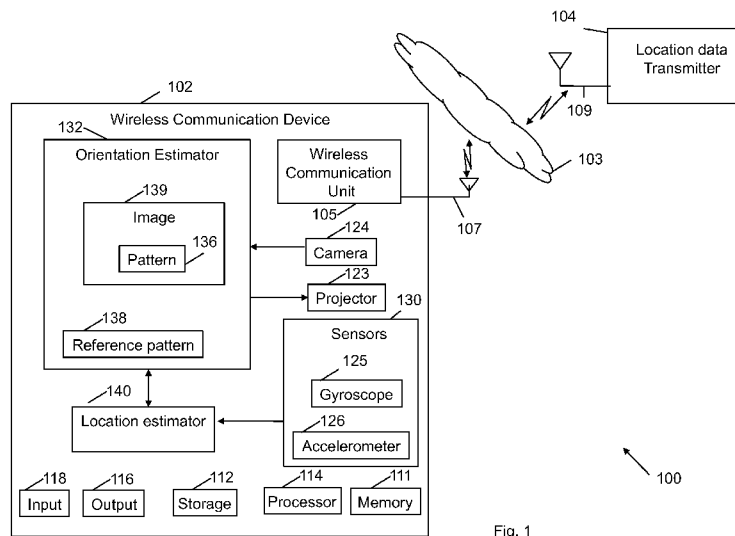 104
Location data
Transmitter
109
103
102
Wireless Communication Device
132
Orientation Estimator
139
Image
Pattern
136
138
Reference pattern
Wireless
Communication
Unit
105
107
124
Camera
123
Projector
130
Sensors
125
Gyroscope
126
Accelerometer
140
Location estimator
118
Input
116
Output
112
Storage
114
Processor
111
Memory
100
Fig. 1